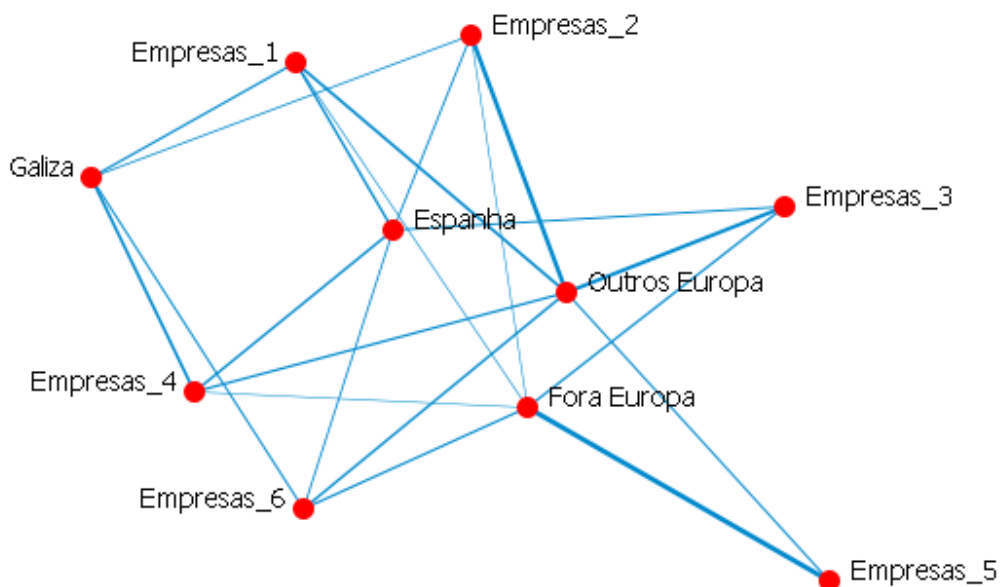 Empresas_2
Empresas_1
Galiza
Empresas_3
Espanha
Outros Europa
Empresas_4
Fora Europa
Empresas_6
Empresas_5